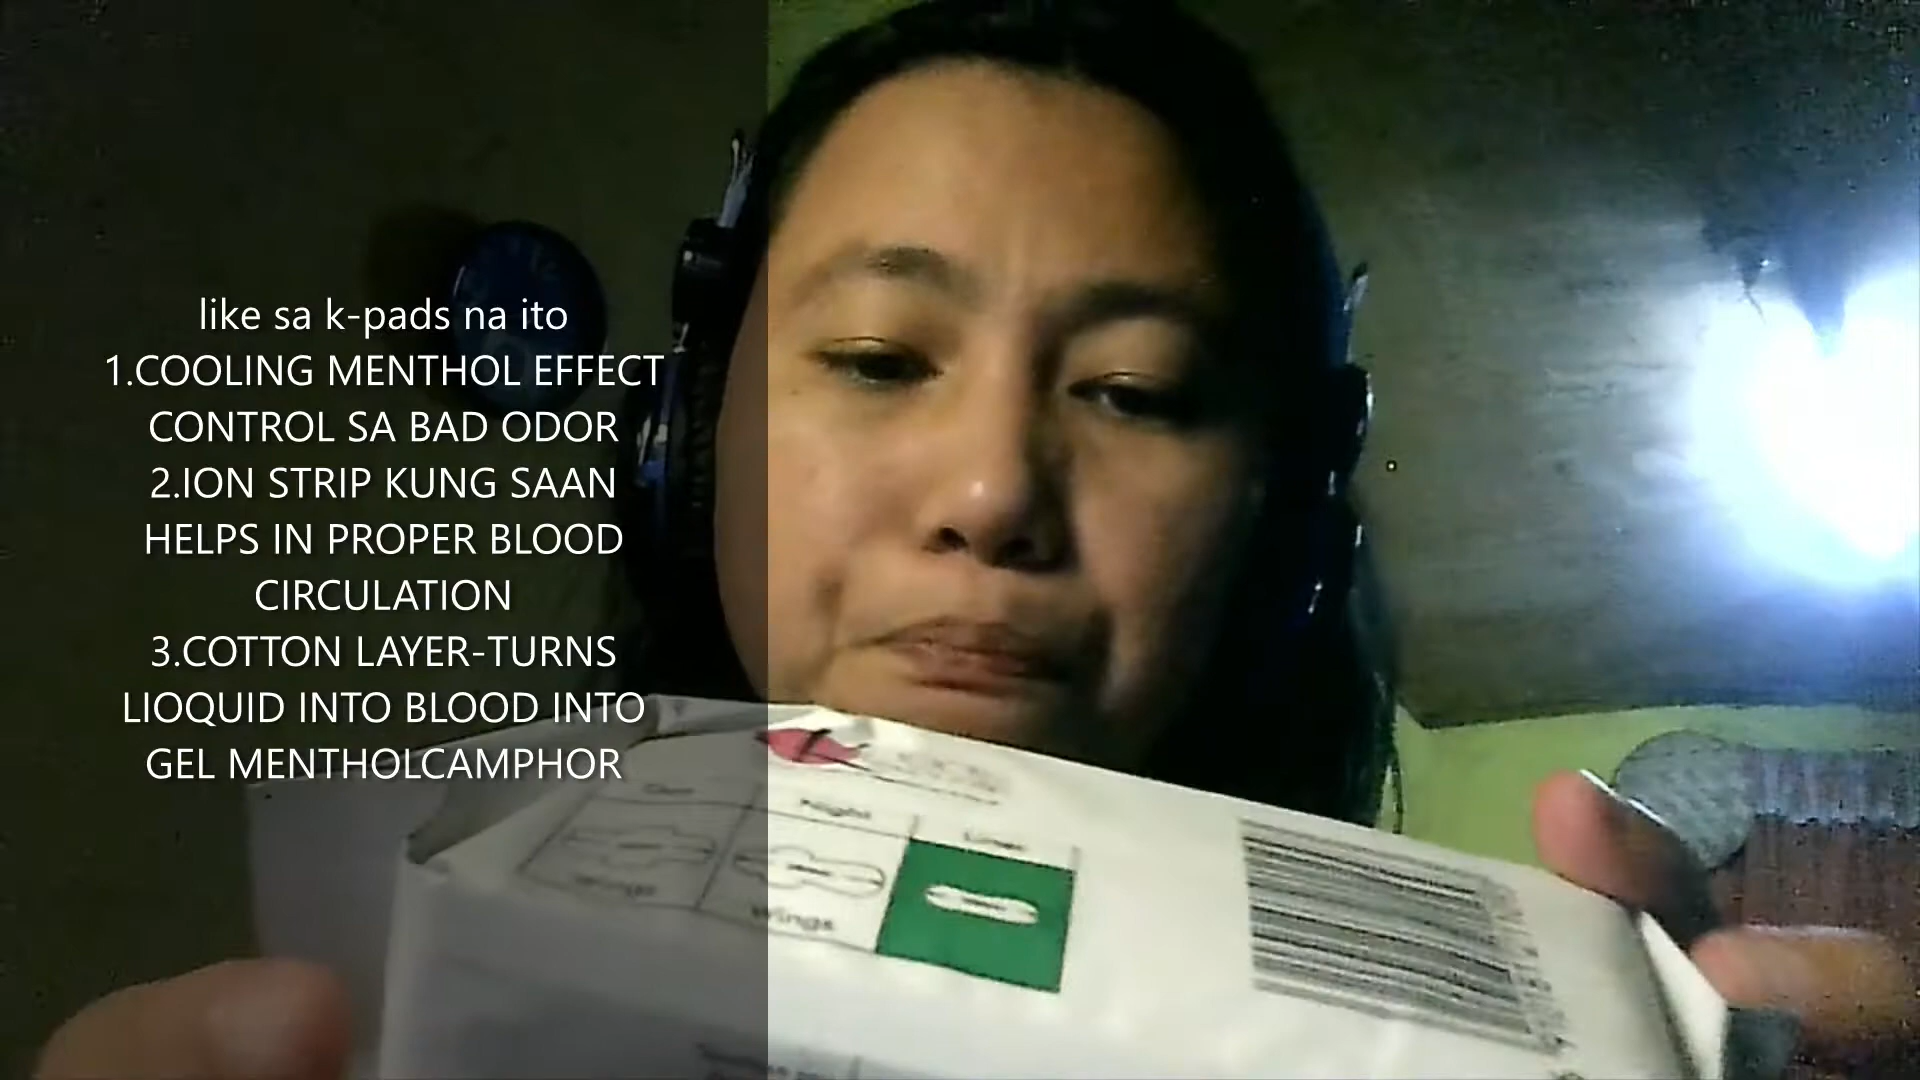 like sa k-pads na ito
1.COOLING MENTHOL EFFECT
CONTROL SA BAD ODOR
2.ION STRIP KUNG SAAN
HELPS IN PROPER BLOOD
CIRCULATION
3.COTTON LAYER-TURNS
LIOQUID INTO BLOOD INTO
GEL MENTHOLCAMPHOR
Night
Liner
Wings
Wings